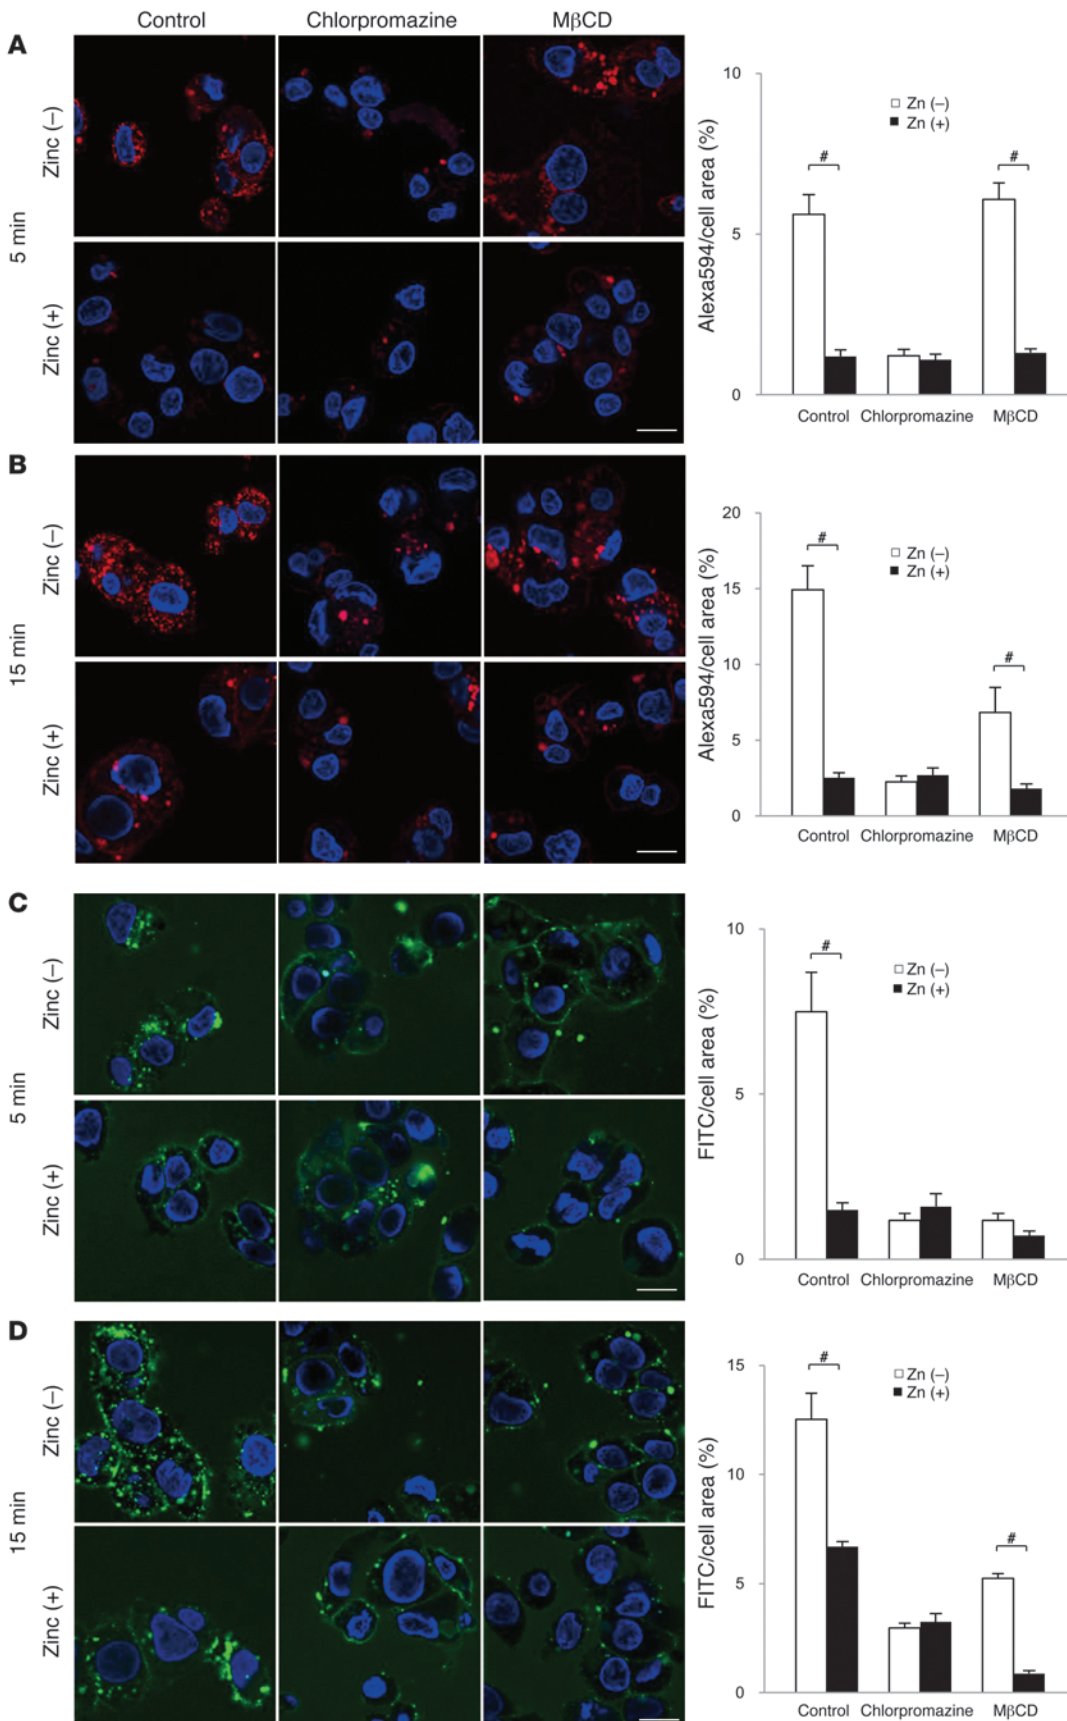 Control Chlorpromazine MβCD
A
5 min
Zinc (–)
Zinc (+)
Alexa594/cell area (%)
10
5
0
Zn (–)
Zn (+)
# #
Control Chlorpromazine MβCD
B
15 min
Zinc (–)
Zinc (+)
Alexa594/cell area (%)
20
15
10
5
0
Zn (–)
Zn (+)
# #
Control Chlorpromazine MβCD
C
5 min
Zinc (–)
Zinc (+)
FITC/cell area (%)
10
5
0
Zn (–)
Zn (+)
#
Control Chlorpromazine MβCD
D
15 min
Zinc (–)
Zinc (+)
FITC/cell area (%)
15
10
5
0
Zn (–)
Zn (+)
# #
Control Chlorpromazine MβCD